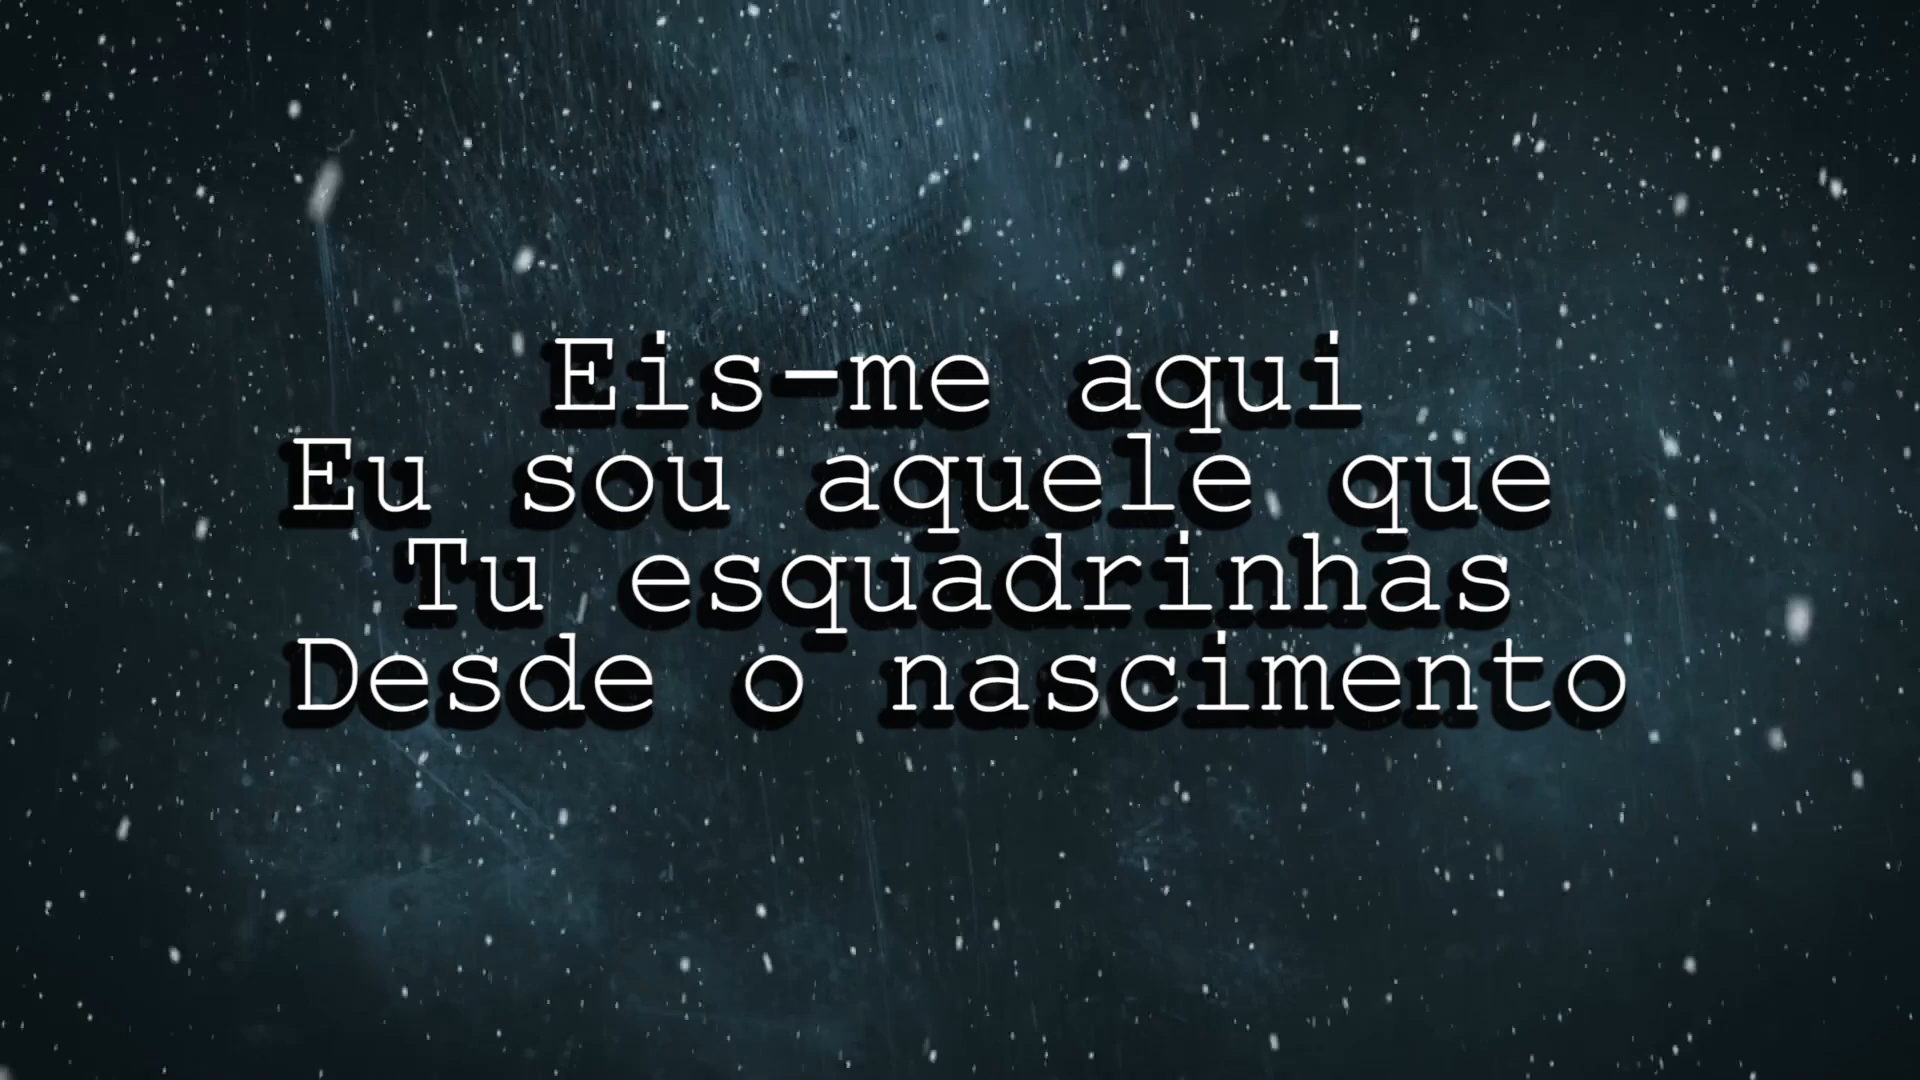 Eis-me aqui
Eu sou aquele que
Tu esquadrinhas
Desde o nascimento